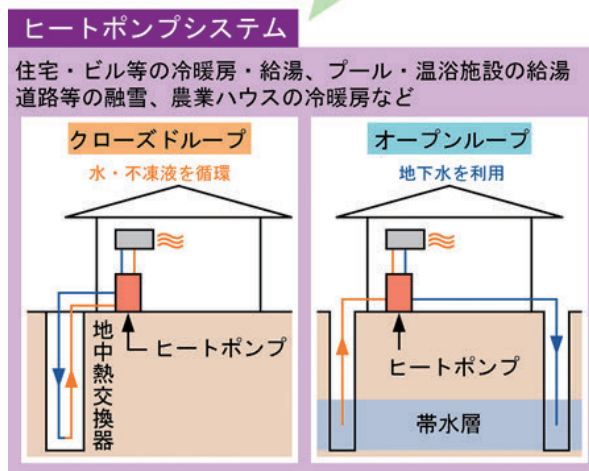 ヒートポンプシステム
住宅・ビル等の冷暖房・給湯、プール・温浴施設の給湯
道路等の融雪、農業ハウスの冷暖房など
クローズドループ
水・不凍液を循環
地中熱交換器
ヒートポンプ
オープンループ
地下水を利用
ヒートポンプ
帯水層